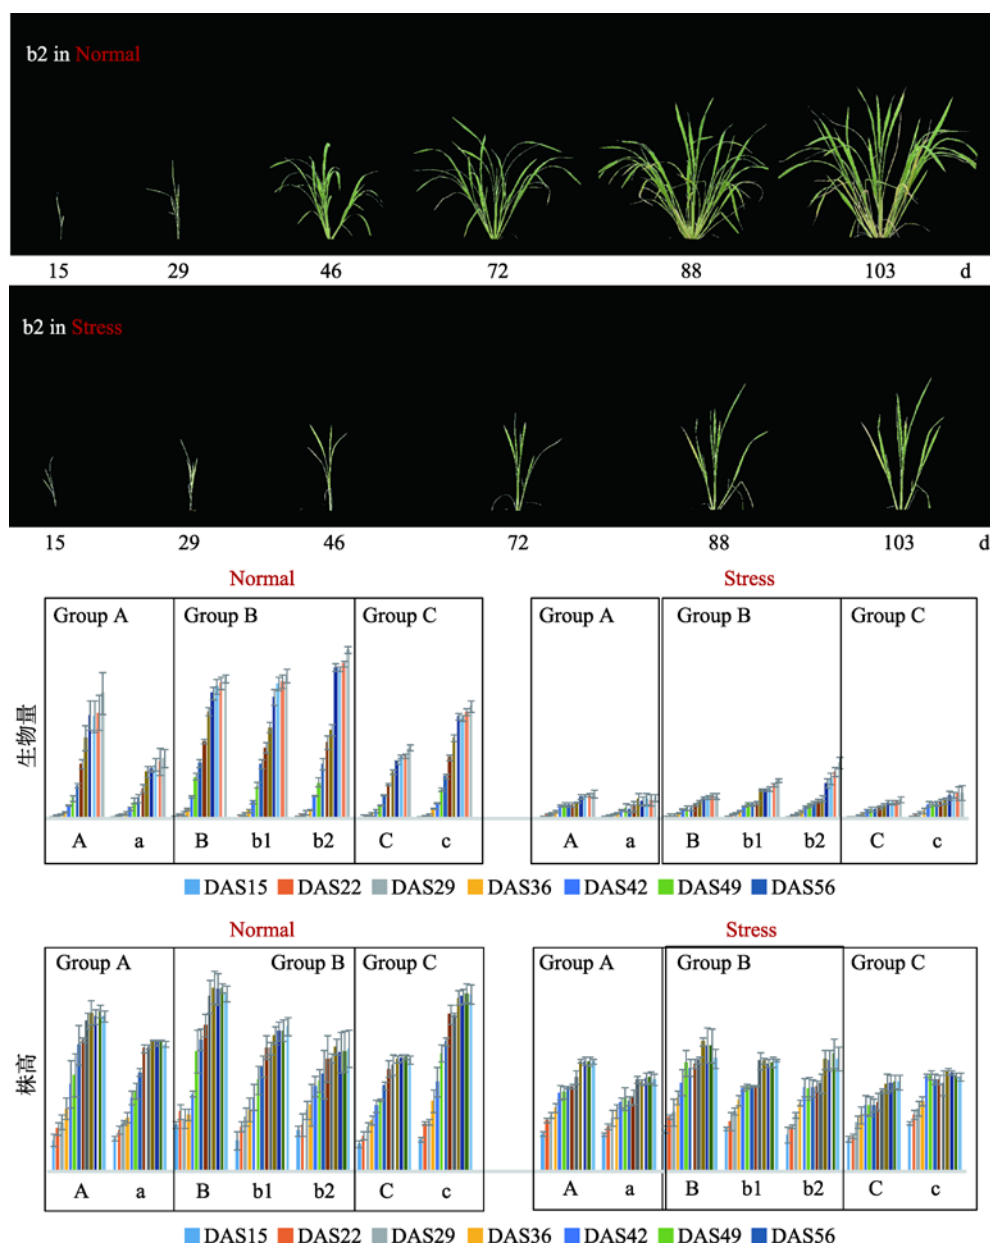 b2 in Normal
15 29 46 72 88 103 d
b2 in Stress
15 29 46 72 88 103 d
Normal Stress
Group A Group B Group C Group A Group B Group C
生物量
A a B b1 b2 C c A a B b1 b2 C c
DAS15 DAS22 DAS29 DAS36 DAS42 DAS49 DAS56
Normal Stress
Group A Group B Group C Group A Group B Group C
株高
A a B b1 b2 C c A a B b1 b2 C c
DAS15 DAS22 DAS29 DAS36 DAS42 DAS49 DAS56